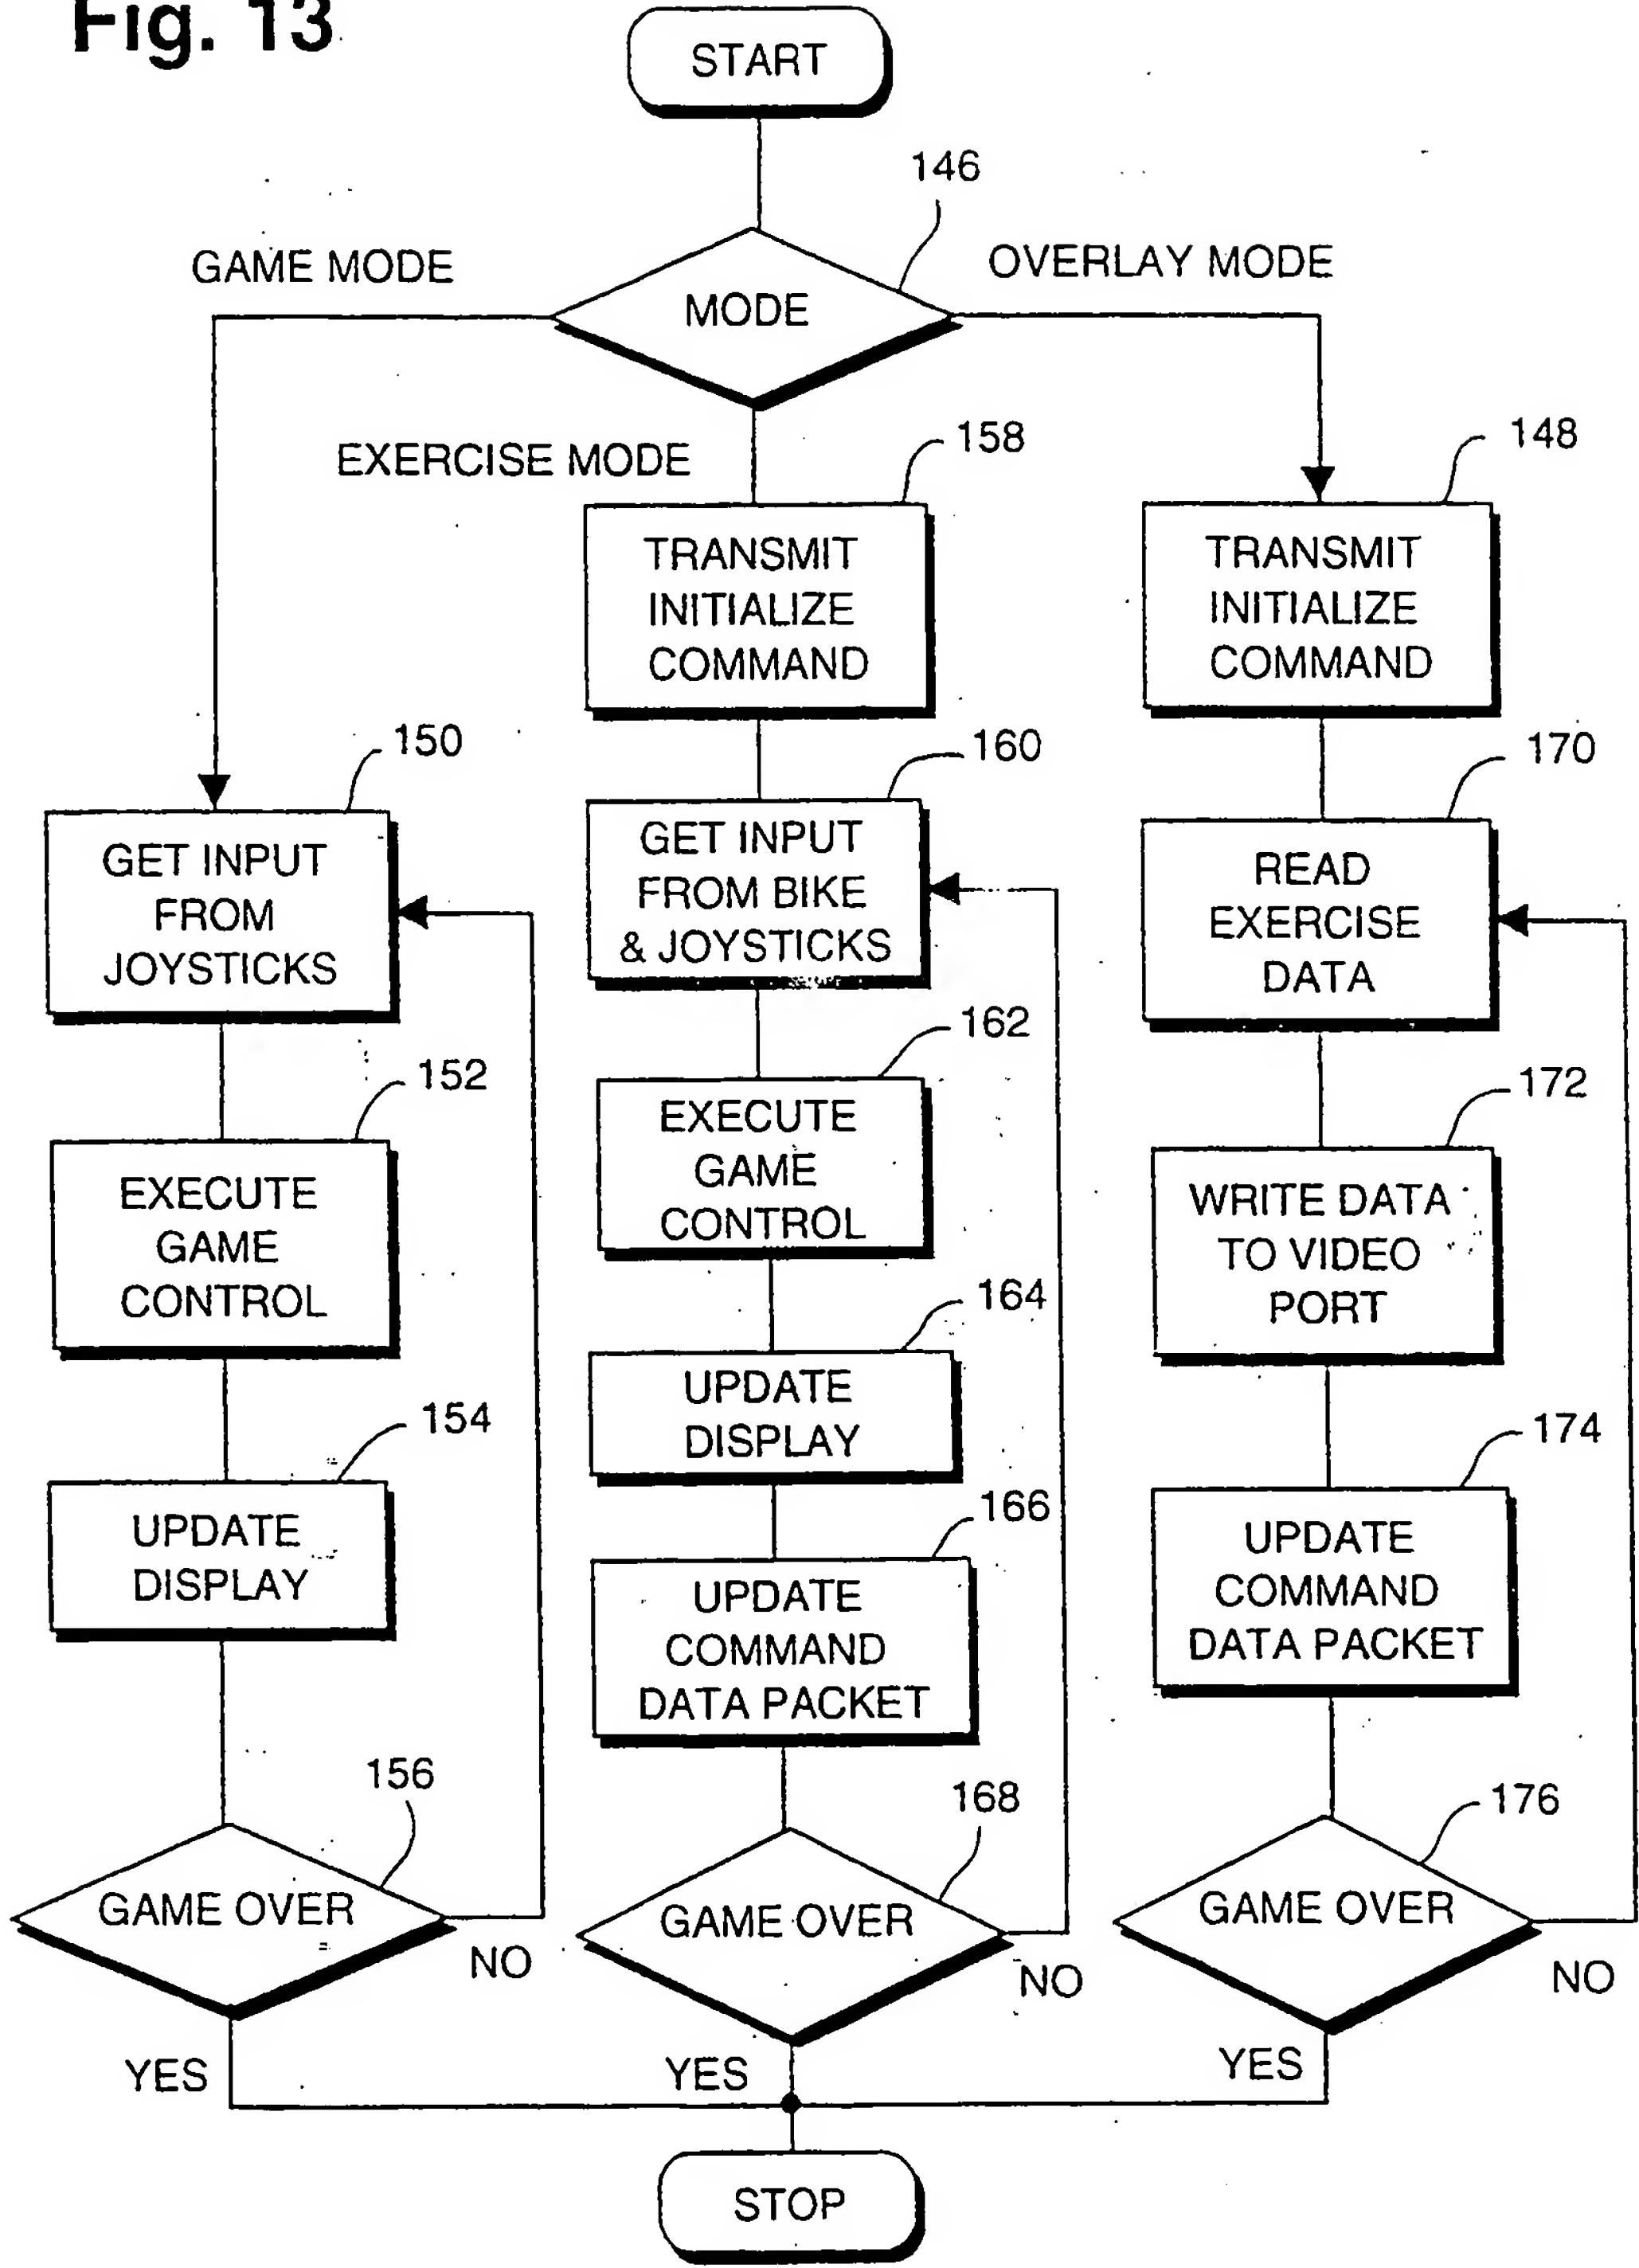 Fig. 13
START
146
GAME MODE
OVERLAY MODE
MODE
EXERCISE MODE
158
148
TRANSMIT
INITIALIZE
COMMAND
TRANSMIT
INITIALIZE
COMMAND
150
160
170
GET INPUT
FROM
JOYSTICKS
GET INPUT
FROM BIKE
& JOYSTICKS
READ
EXERCISE
DATA
152
162
172
EXECUTE
GAME
CONTROL
EXECUTE
GAME
CONTROL
WRITE DATA
TO VIDEO
PORT
154
164
174
UPDATE
DISPLAY
UPDATE
DISPLAY
166
UPDATE
COMMAND
DATA PACKET
UPDATE
COMMAND
DATA PACKET
156
168
176
GAME OVER
GAME OVER
GAME OVER
NO
NO
NO
YES
YES
YES
STOP